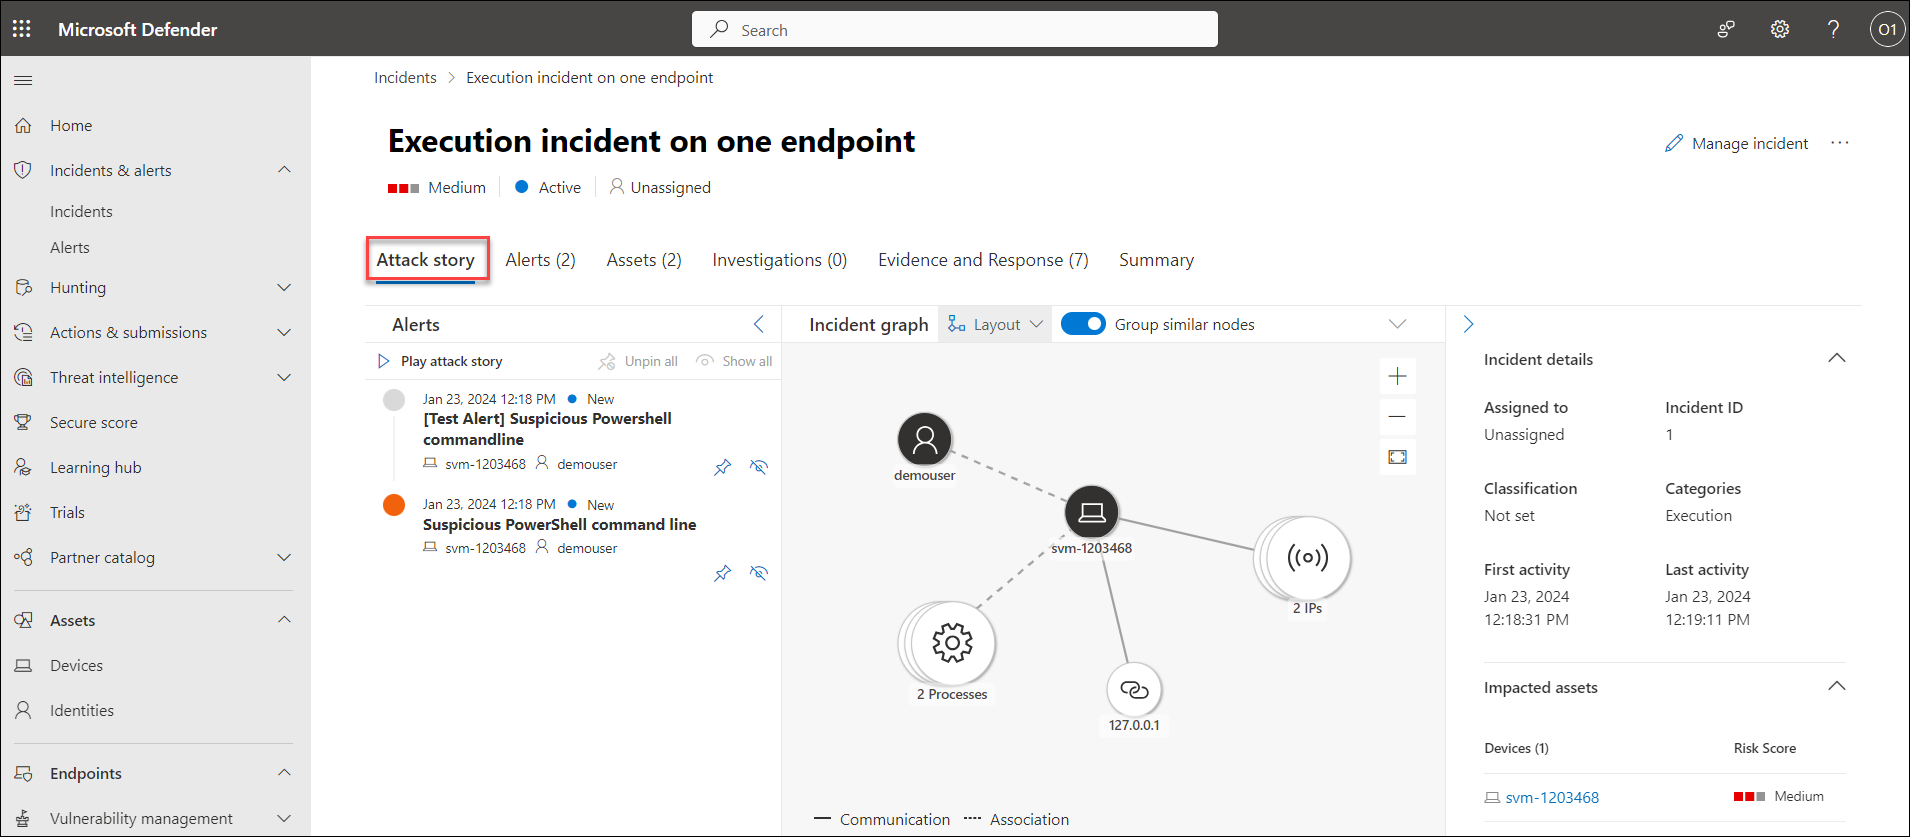 Microsoft Defender
Search
O1
Incidents > Execution incident on one endpoint
Home
Incidents & alerts
Incidents
Alerts
Hunting
Actions & submissions
Threat intelligence
Secure score
Learning hub
Trials
Partner catalog
Assets
Devices
Identities
Endpoints
Vulnerability management
Execution incident on one endpoint
Manage incident ...
Medium Active Unassigned
Attack story Alerts (2) Assets (2) Investigations (0) Evidence and Response (7) Summary
Alerts
Play attack story Unpin all Show all
Jan 23, 2024 12:18 PM New
[Test Alert] Suspicious Powershell
commandline
svm-1203468 demouser
Jan 23, 2024 12:18 PM New
Suspicious PowerShell command line
svm-1203468 demouser
Incident graph Layout Group similar nodes
demouser
svm-1203468
2 IPs
2 Processes
127.0.0.1
Communication Association
Incident details
Assigned to Incident ID
Unassigned 1
Classification Categories
Not set Execution
First activity Last activity
Jan 23, 2024 Jan 23, 2024
12:18:31 PM 12:19:11 PM
Impacted assets
Devices (1) Risk Score
svm-1203468 Medium